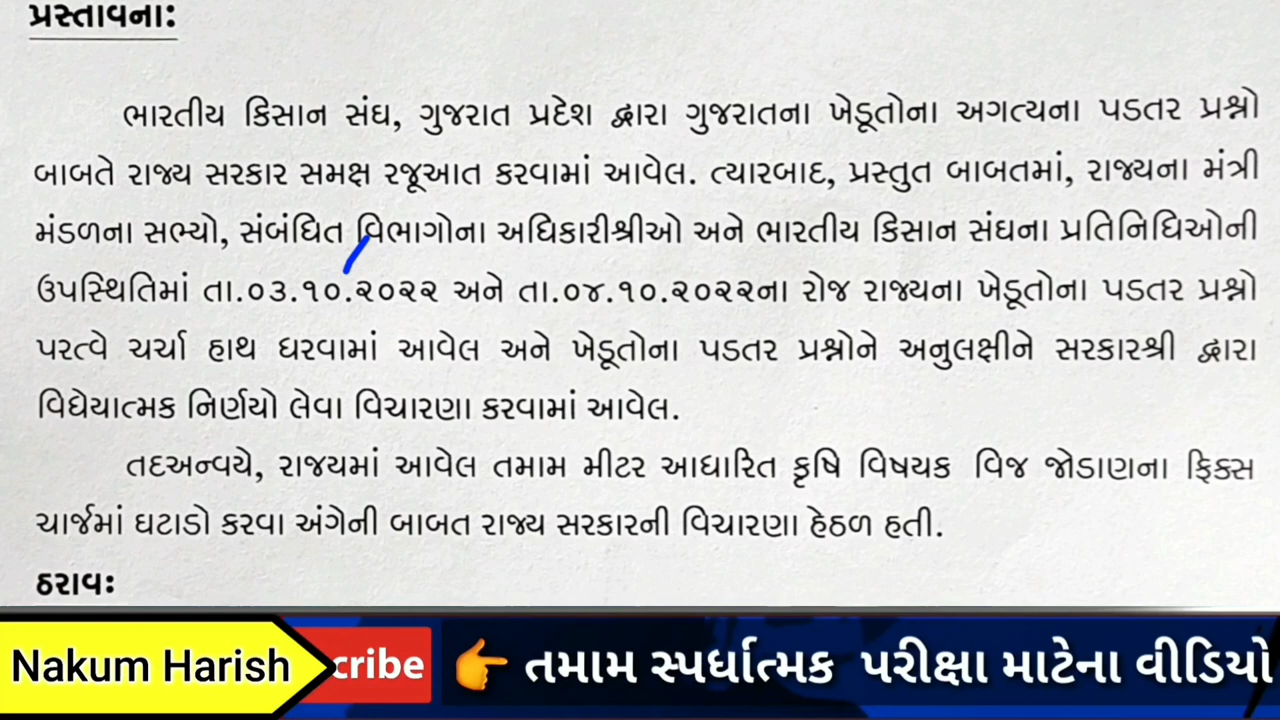 પ્રસ્તાવના:
ભારતીય કિસાન સંઘ, ગુજરાત પ્રદેશ દ્વારા ગુજરાતના ખેડૂતોના અગત્યના પડતર પ્રશ્નો
બાબતે રાજ્ય સરકાર સમક્ષ રજૂઆત કરવામાં આવેલ. ત્યારબાદ, પ્રસ્તુત બાબતમાં, રાજ્યના મંત્રી
મંડળના સભ્યો, સંબંધિત વિભાગોના અધિકારીશ્રીઓ અને ભારતીય કિસાન સંઘના પ્રતિનિધિઓની
ઉપસ્થિતિમાં તા.૦૩.૧૦.૨૦૨૨ અને તા.૦૪.૧૦.૨૦૨૨ના રોજ રાજ્યના ખેડૂતોના પડતર પ્રશ્નો
પરત્વે ચર્ચા હાથ ધરવામાં આવેલ અને ખેડૂતોના પડતર પ્રશ્નોને અનુલક્ષીને સરકારશ્રી દ્વારા
વિધેયાત્મક નિર્ણયો લેવા વિચારણા કરવામાં આવેલ.
તદઅન્વયે, રાજયમાં આવેલ તમામ મીટર આધારિત કૃષિ વિષયક વિજ જોડાણના ફિક્સ
ચાર્જમાં ઘટાડો કરવા અંગેની બાબત રાજ્ય સરકારની વિચારણા હેઠળ હતી.
ઠરાવ:
Nakum Harish cribe તમામ સ્પર્ધાત્મક પરીક્ષા માટેના વીડિયો